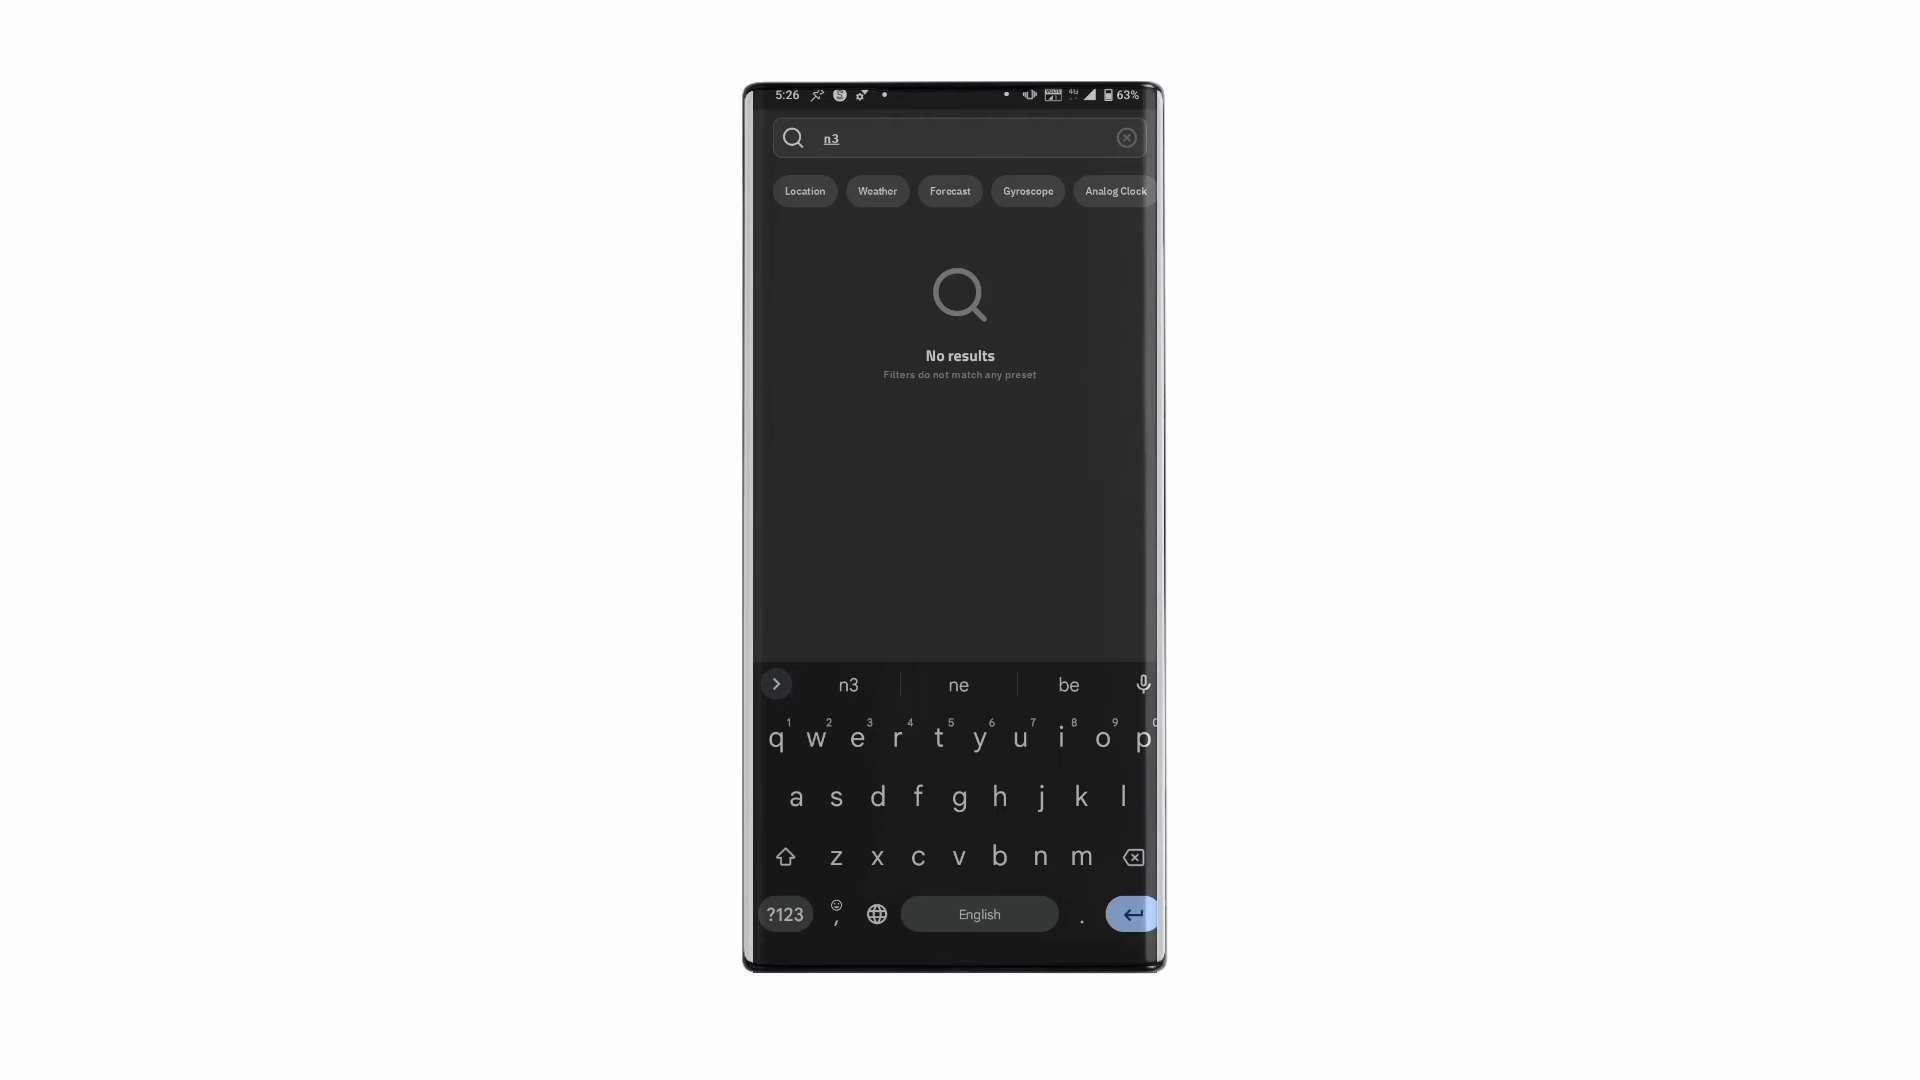 5:26 4G 63%
n3
Location Weather Forecast Gyroscope Analog Clock
No results
Filters do not match any preset
n3 ne be
1 2 3 4 5 6 7 8 9 0
q w e r t y u i o p
a s d f g h j k l
z x c v b n m
?123 , English .